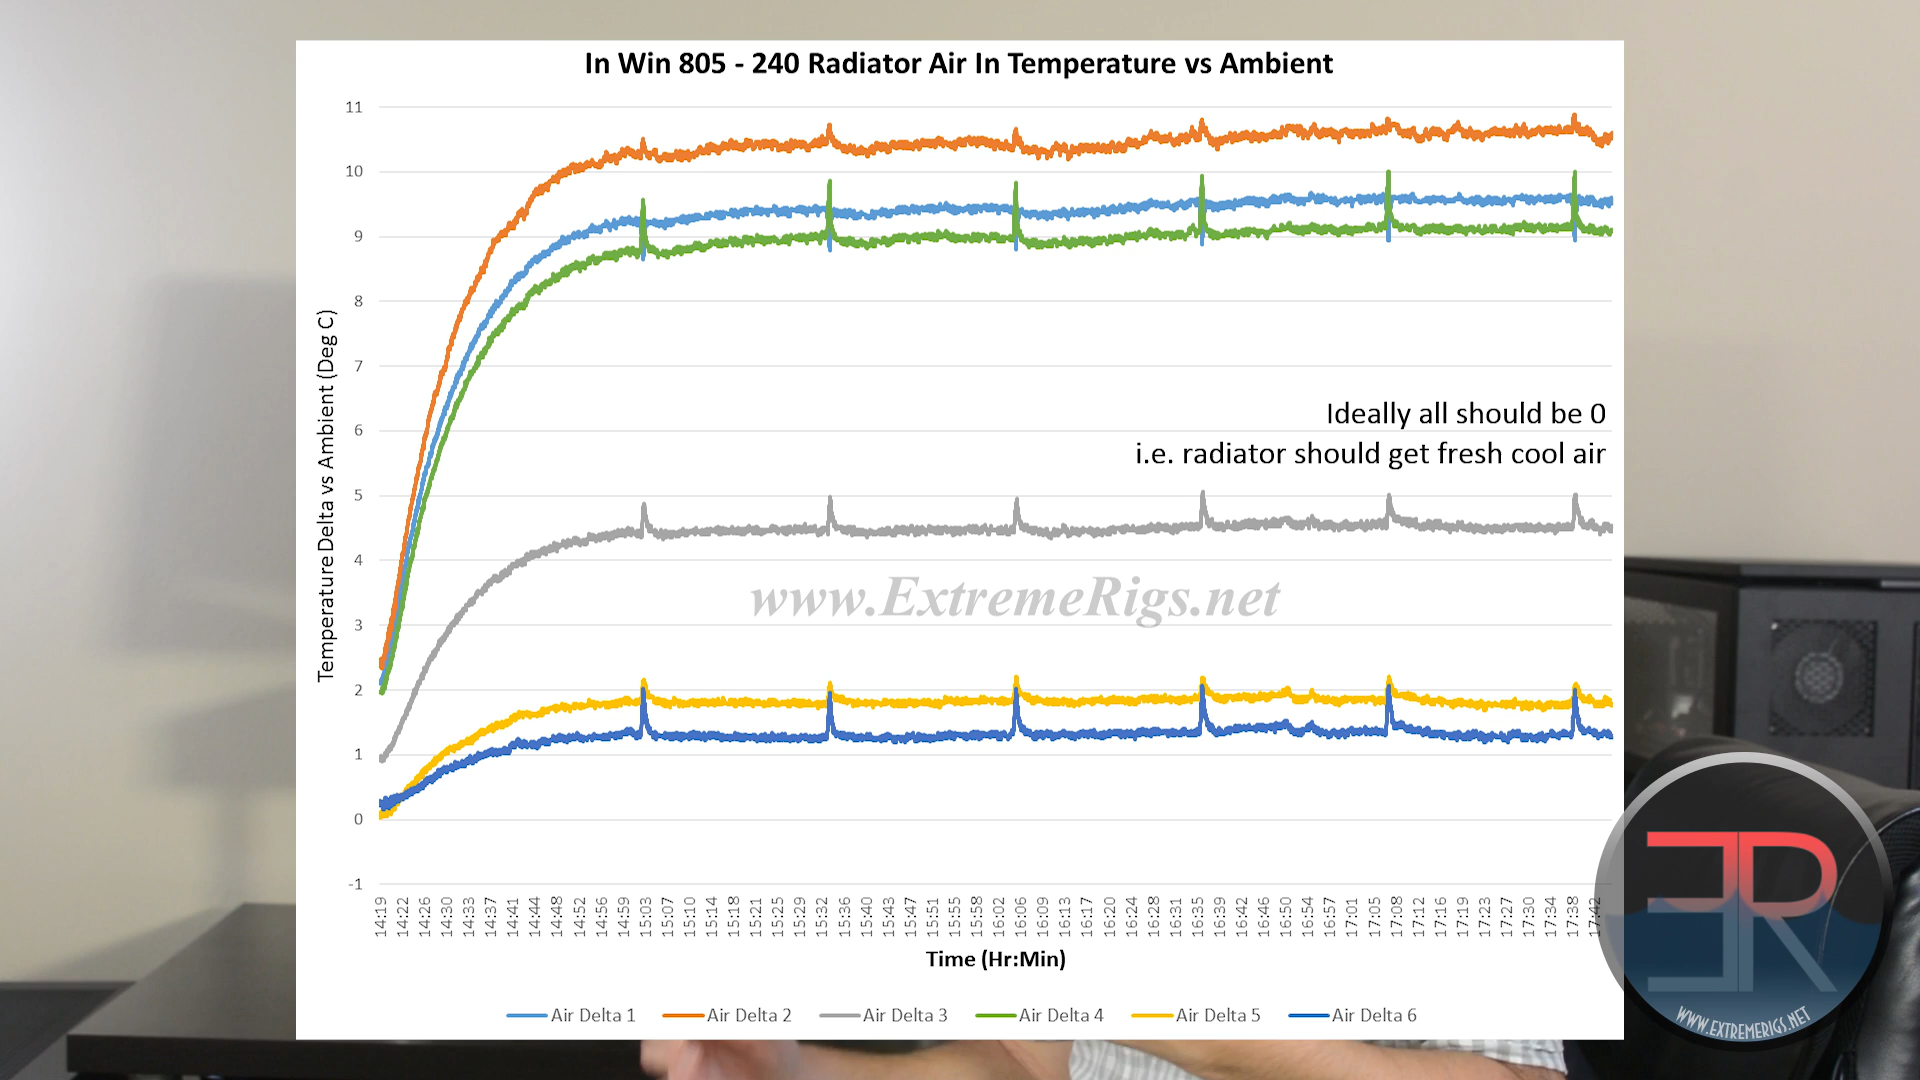 In Win 805 - 240 Radiator Air In Temperature vs Ambient
Temperature Delta vs Ambient (Deg C)
11
10
9
8
7
6
5
4
3
2
1
0
-1
Ideally all should be 0
i.e. radiator should get fresh cool air
www.ExtremeRigs.net
14:19 14:22 14:26 14:30 14:33 14:37 14:41 14:44 14:48 14:52 14:56 14:59 15:03 15:07 15:10 15:14 15:18 15:21 15:25 15:29 15:32 15:36 15:40 15:43 15:47 15:51 15:55 15:58 16:02 16:06 16:09 16:13 16:17 16:20 16:24 16:28 16:31 16:35 16:39 16:42 16:46 16:50 16:54 16:57 17:01 17:05 17:08 17:12 17:16 17:19 17:23 17:27 17:30 17:34 17:38 17:42
Time (Hr:Min)
Air Delta 1 Air Delta 2 Air Delta 3 Air Delta 4 Air Delta 5 Air Delta 6
ER
WWW.EXTREMERIGS.NET